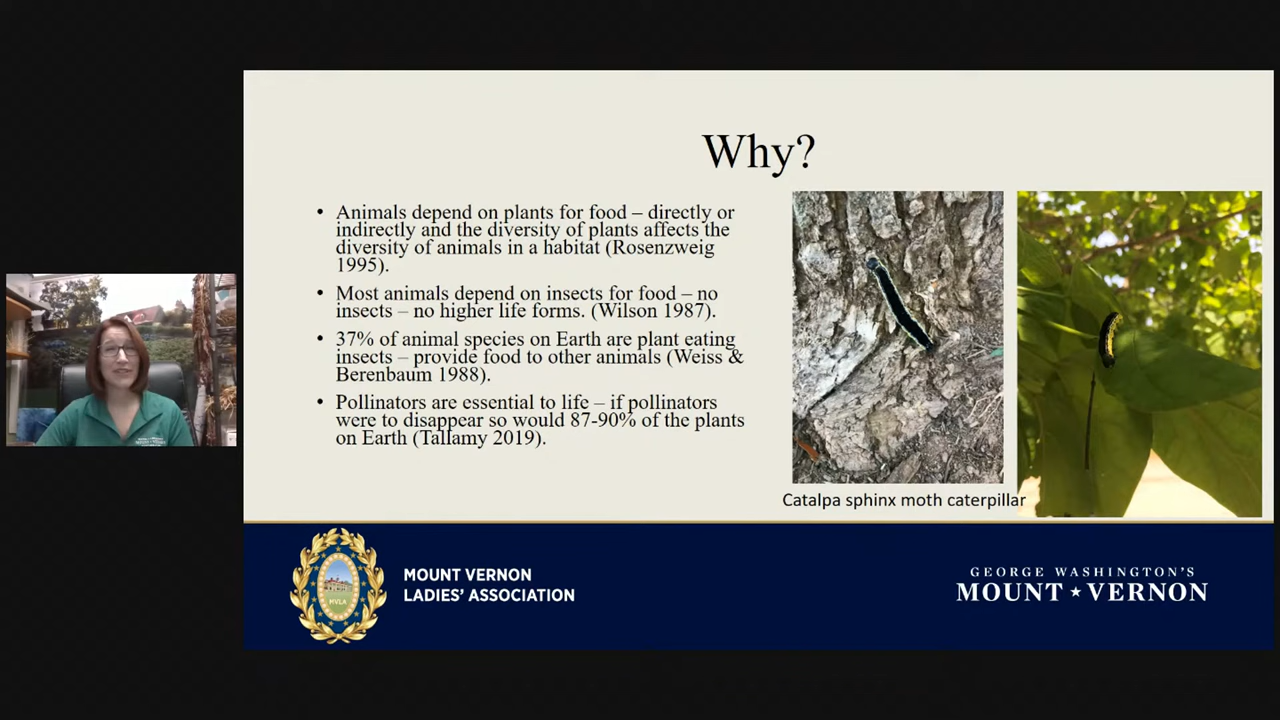 Why?
• Animals depend on plants for food – directly or
indirectly and the diversity of plants affects the
diversity of animals in a habitat (Rosenzweig
1995).
• Most animals depend on insects for food – no
insects – no higher life forms. (Wilson 1987).
• 37% of animal species on Earth are plant eating
insects – provide food to other animals (Weiss &
Berenbaum 1988).
• Pollinators are essential to life – if pollinators
were to disappear so would 87-90% of the plants
on Earth (Tallamy 2019).
Catalpa sphinx moth caterpillar
MVLA
MOUNT VERNON
LADIES’ ASSOCIATION
GEORGE WASHINGTON’S
MOUNT ★ VERNON